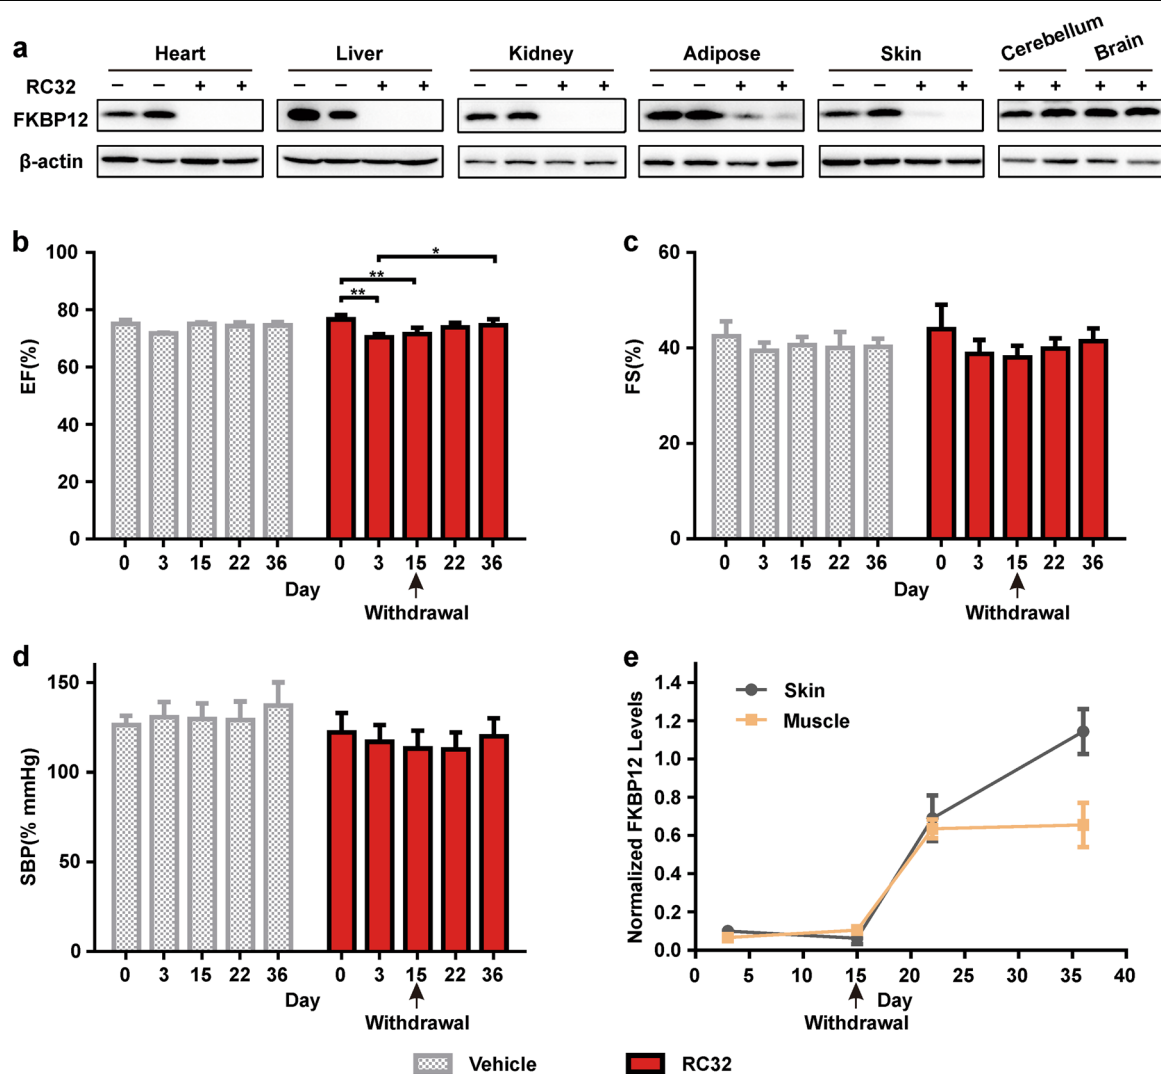 a
Heart Liver Kidney Adipose Skin Cerebellum Brain
RC32 – – + + – – + + – – + + – – + + – – + + + + + +
FKBP12
β-actin
b
EF(%)
100
80
60
40
20
0
** ** *
0 3 15 22 36 0 3 15 22 36
Day
Withdrawal
c
FS(%)
60
40
20
0
0 3 15 22 36 0 3 15 22 36
Day
Withdrawal
d
SBP(% mmHg)
150
100
50
0
0 3 15 22 36 0 3 15 22 36
Day
Withdrawal
e
Normalized FKBP12 Levels
1.4
1.2
1.0
0.8
0.6
0.4
0.2
0.0
Skin
Muscle
0 5 10 15 20 25 30 35 40
Day
Withdrawal
Vehicle RC32